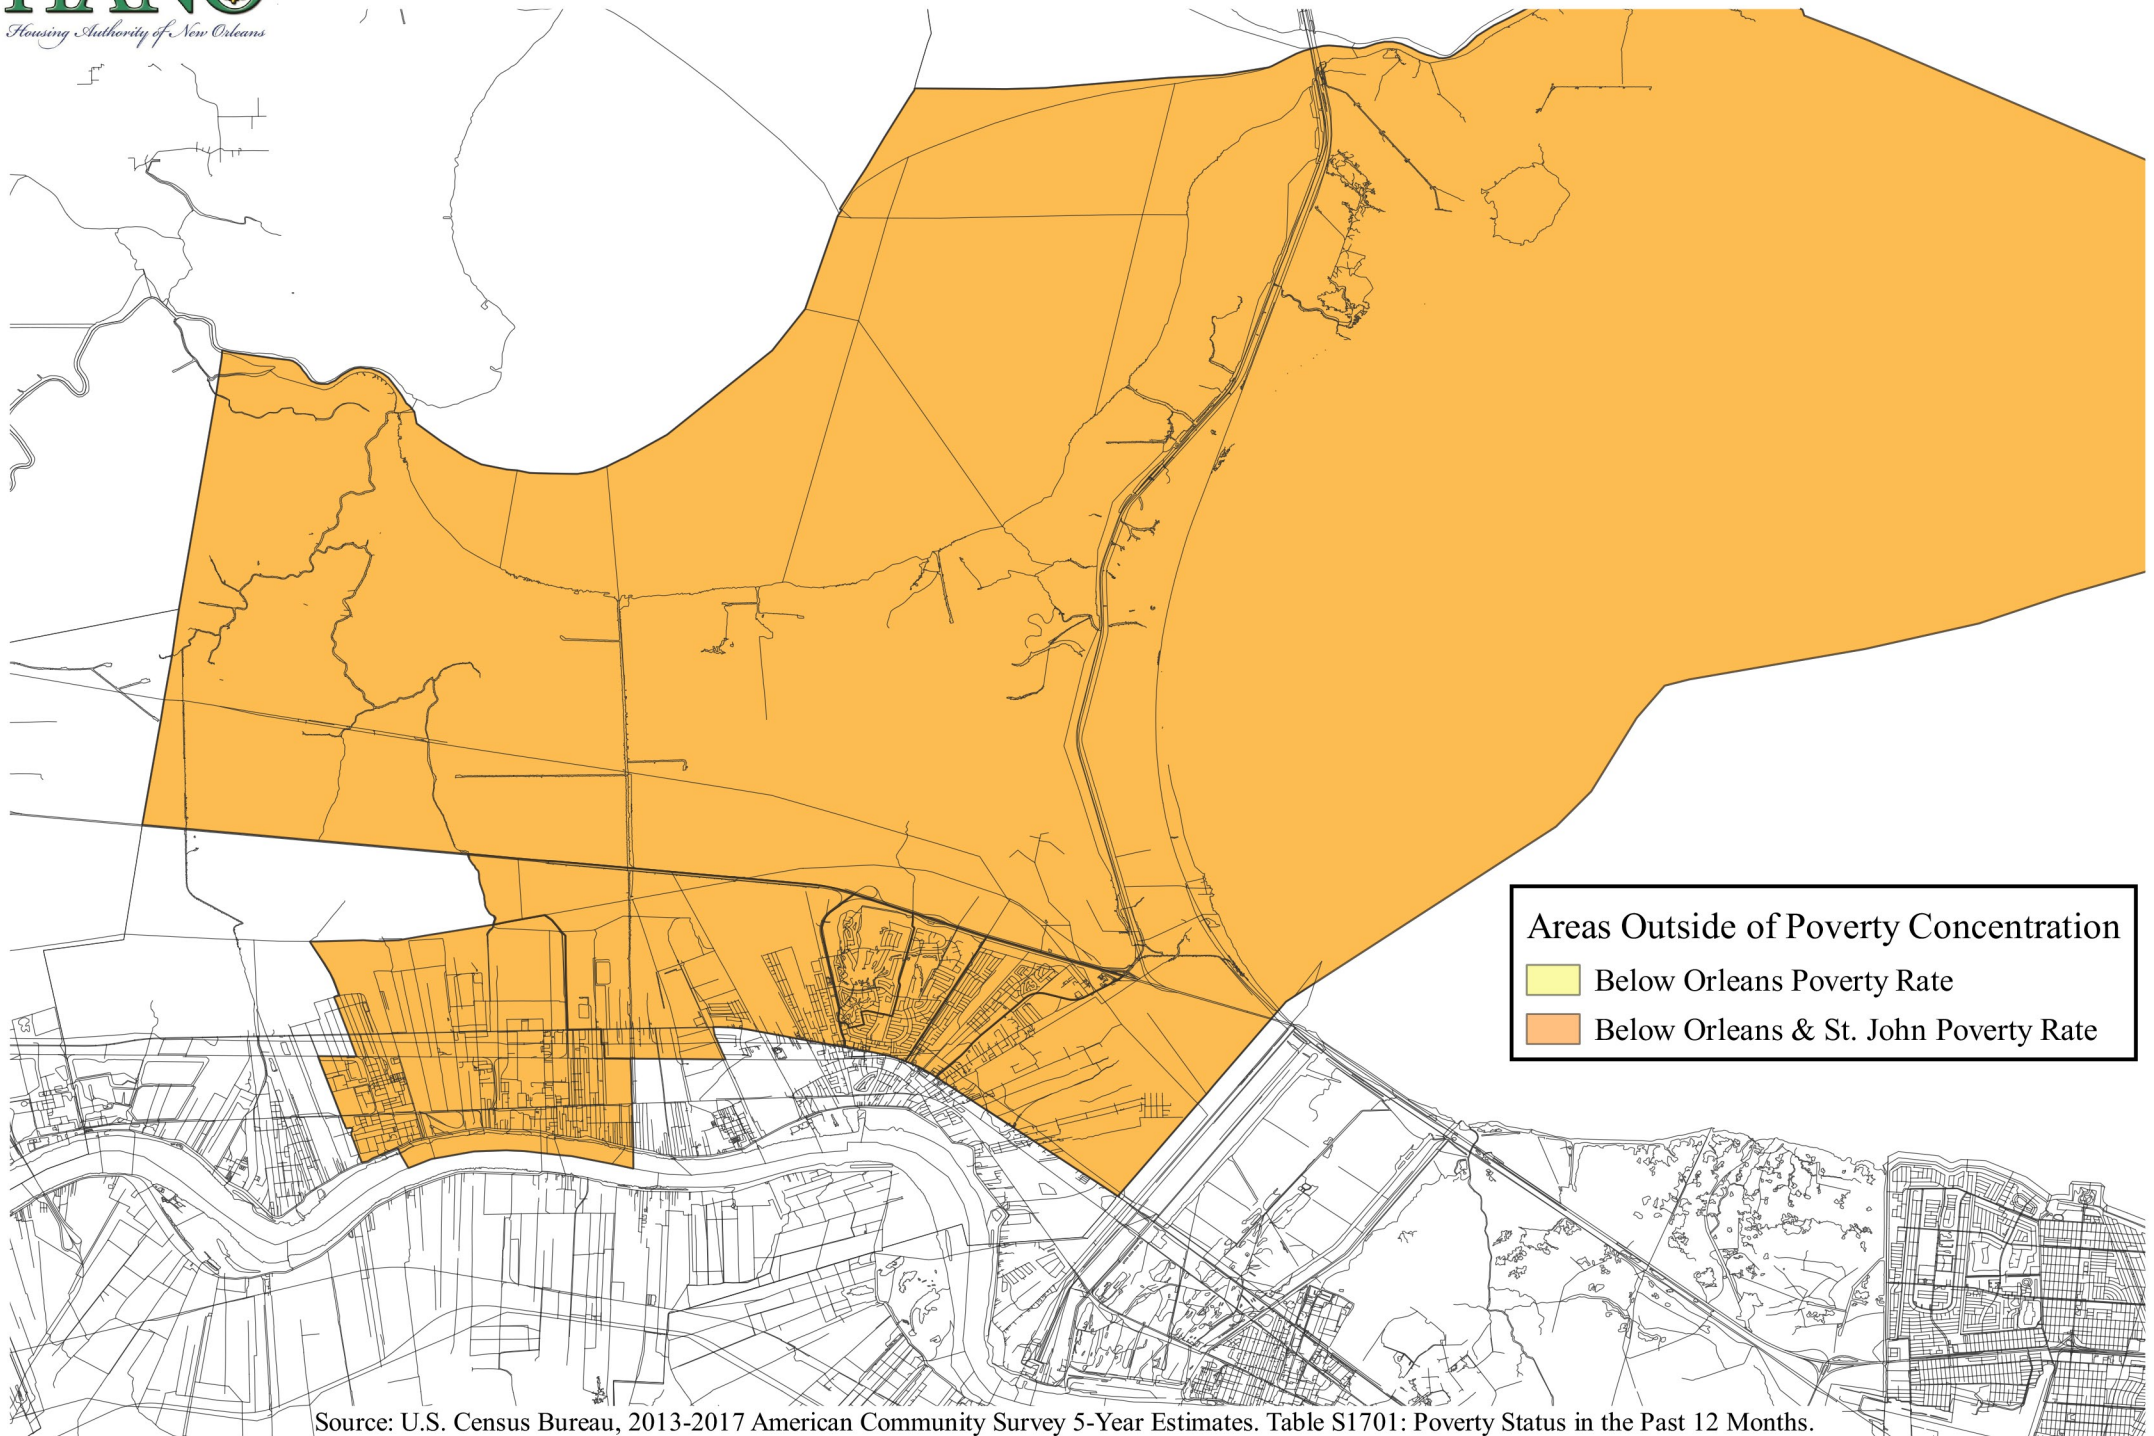 HANO
Housing Authority of New Orleans
Areas Outside of Poverty Concentration
Below Orleans Poverty Rate
Below Orleans & St. John Poverty Rate
Source: U.S. Census Bureau, 2013-2017 American Community Survey 5-Year Estimates. Table S1701: Poverty Status in the Past 12 Months.